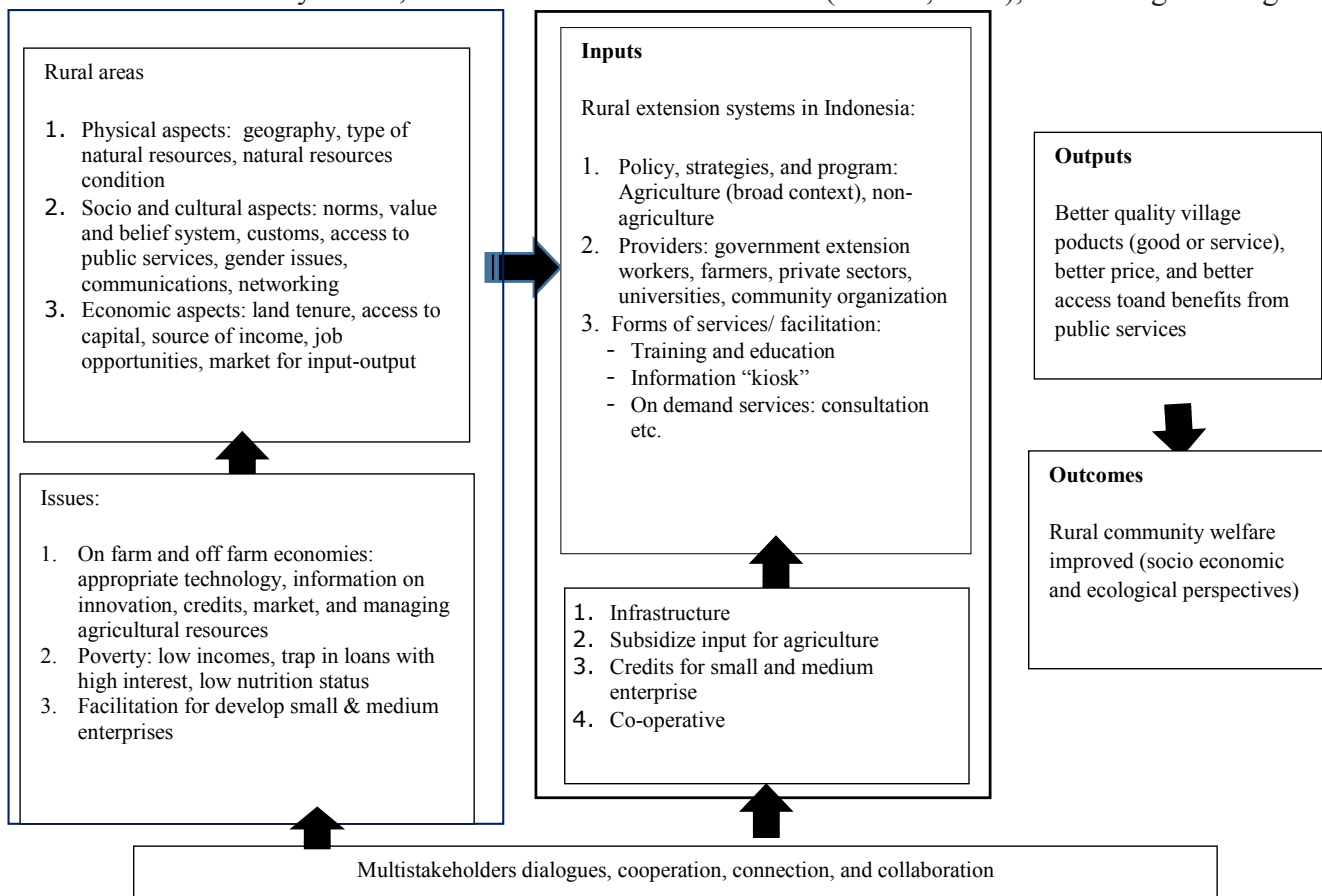 Rural areas
1. Physical aspects: geography, type of
natural resources, natural resources
condition
2. Socio and cultural aspects: norms, value
and belief system, customs, access to
public services, gender issues,
communications, networking
3. Economic aspects: land tenure, access to
capital, source of income, job
opportunities, market for input-output
Issues:
1. On farm and off farm economies:
appropriate technology, information on
innovation, credits, market, and managing
agricultural resources
2. Poverty: low incomes, trap in loans with
high interest, low nutrition status
3. Facilitation for develop small & medium
enterprises
Inputs
Rural extension systems in Indonesia:
1. Policy, strategies, and program:
Agriculture (broad context), non-
agriculture
2. Providers: government extension
workers, farmers, private sectors,
universities, community organization
3. Forms of services/ facilitation:
- Training and education
- Information “kiosk”
- On demand services: consultation
etc.
1. Infrastructure
2. Subsidize input for agriculture
3. Credits for small and medium
enterprise
4. Co-operative
Outputs
Better quality village
poducts (good or service),
better price, and better
access toand benefits from
public services
Outcomes
Rural community welfare
improved (socio economic
and ecological perspectives)
Multistakeholders dialogues, cooperation, connection, and collaboration